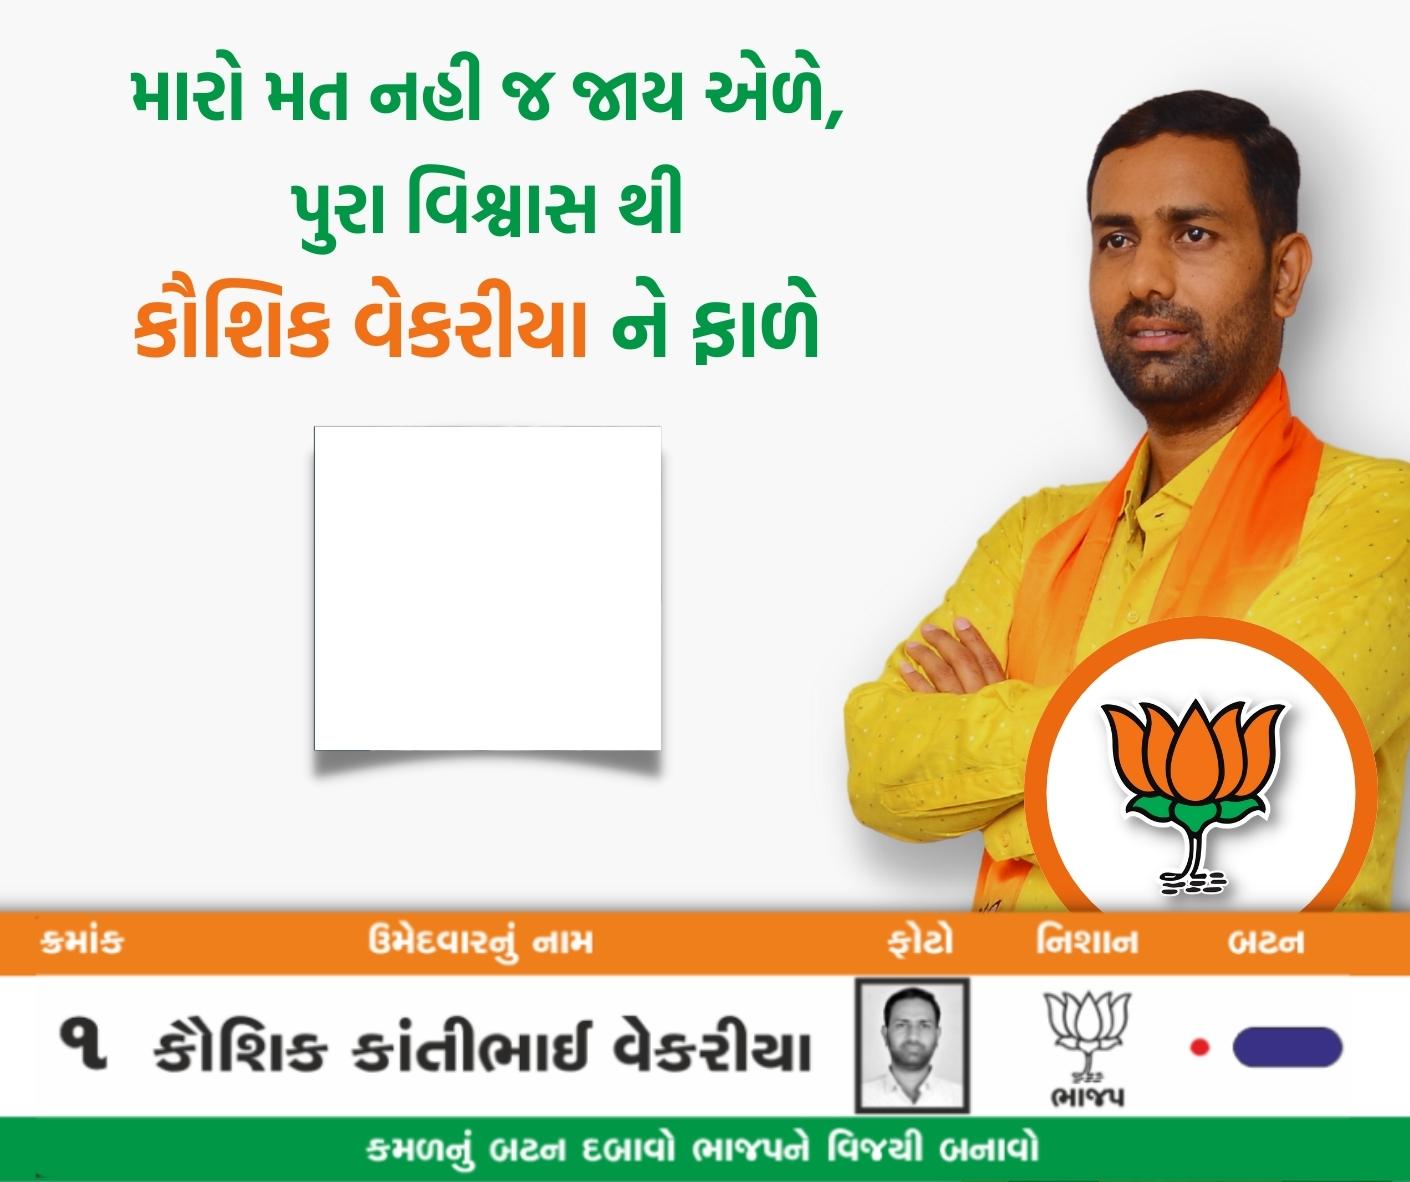 મારો મત નહી જ જાય એળે,
પુરા વિશ્વાસ થી
કૌશિક વેકરીયા ને ફાળે
ક્રમાંક ઉમેદવારનું નામ ફોટો નિશાન બટન
૧ કૌશિક કાંતીભાઈ વેકરીયા
ભાજપ
કમળનું બટન દબાવો ભાજપને વિજયી બનાવો